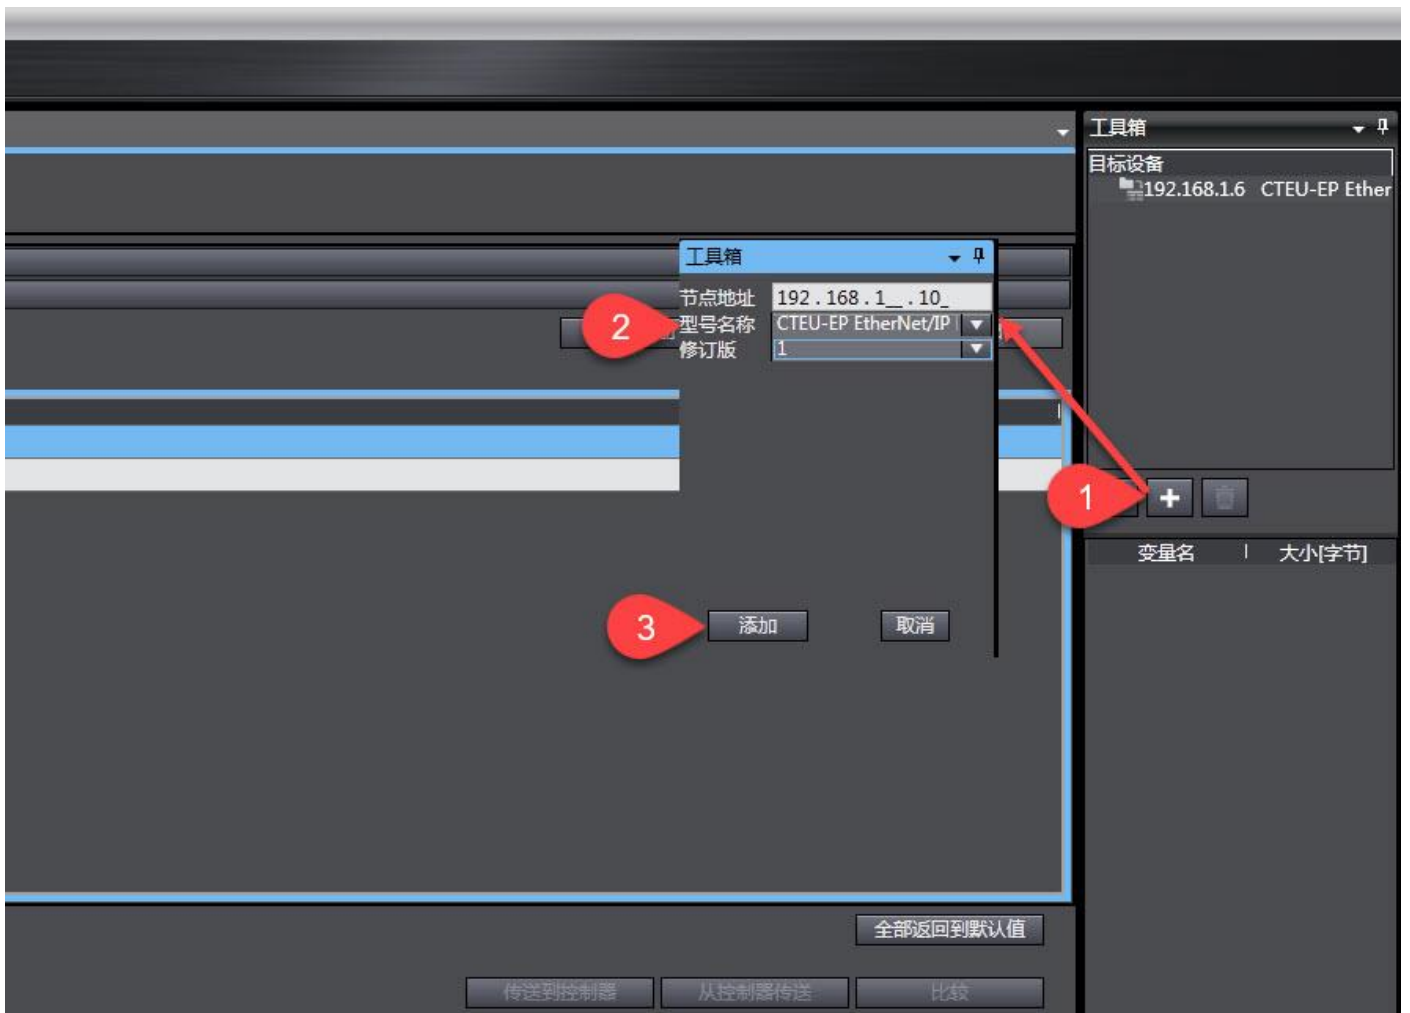 工具箱
目标设备
192.168.1.6 CTEU-EP Ether
工具箱
节点地址 192 . 168 . 1__ . 10_
2 型号名称 CTEU-EP EtherNet/IP
修订版 1
1 +
变量名 大小[字节]
3 添加 取消
全部返回到默认值
传送到控制器 从控制器传送 比较